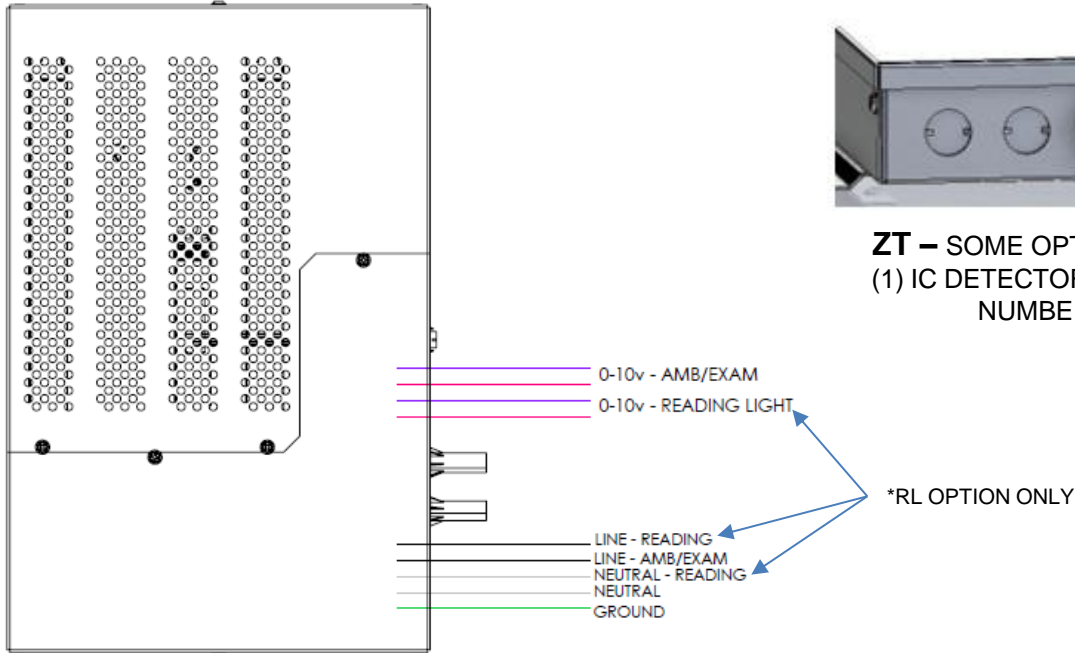 ZT – SOME OPT
(1) IC DETECTOR
NUMBE
0-10v - AMB/EXAM
0-10v - READING LIGHT
*RL OPTION ONLY
LINE - READING
LINE - AMB/EXAM
NEUTRAL - READING
NEUTRAL
GROUND